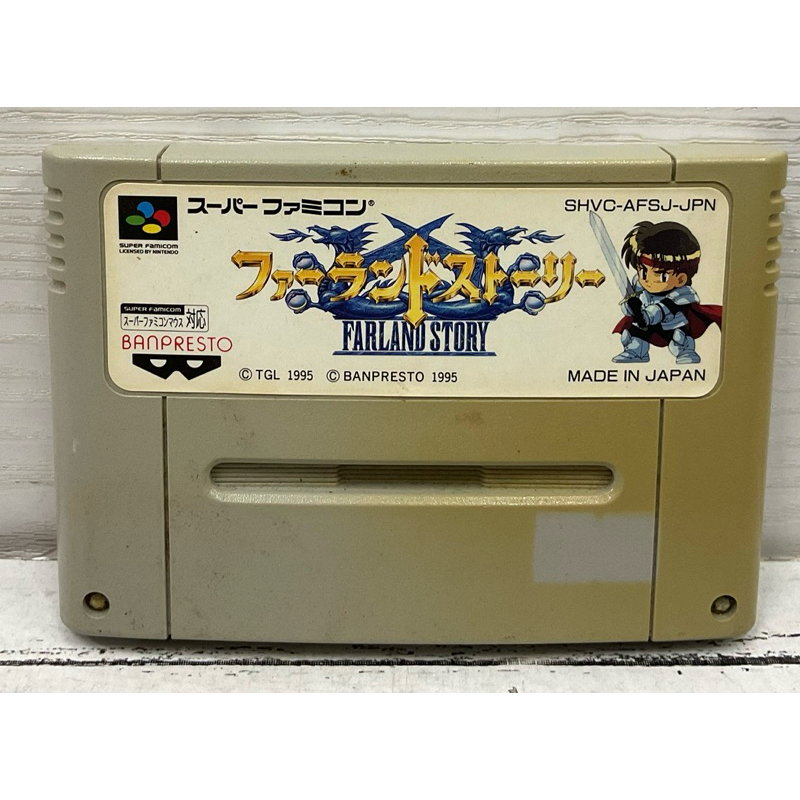 スーパーファミコン®
SHVC-AFSJ-JPN
SUPER FAMICOM
LICENSED BY NINTENDO
ファーランドストーリー
FARLAND STORY
SUPER FAMICOM
スーパーファミコンマウス 対応
BANPRESTO
© TGL 1995 © BANPRESTO 1995
MADE IN JAPAN